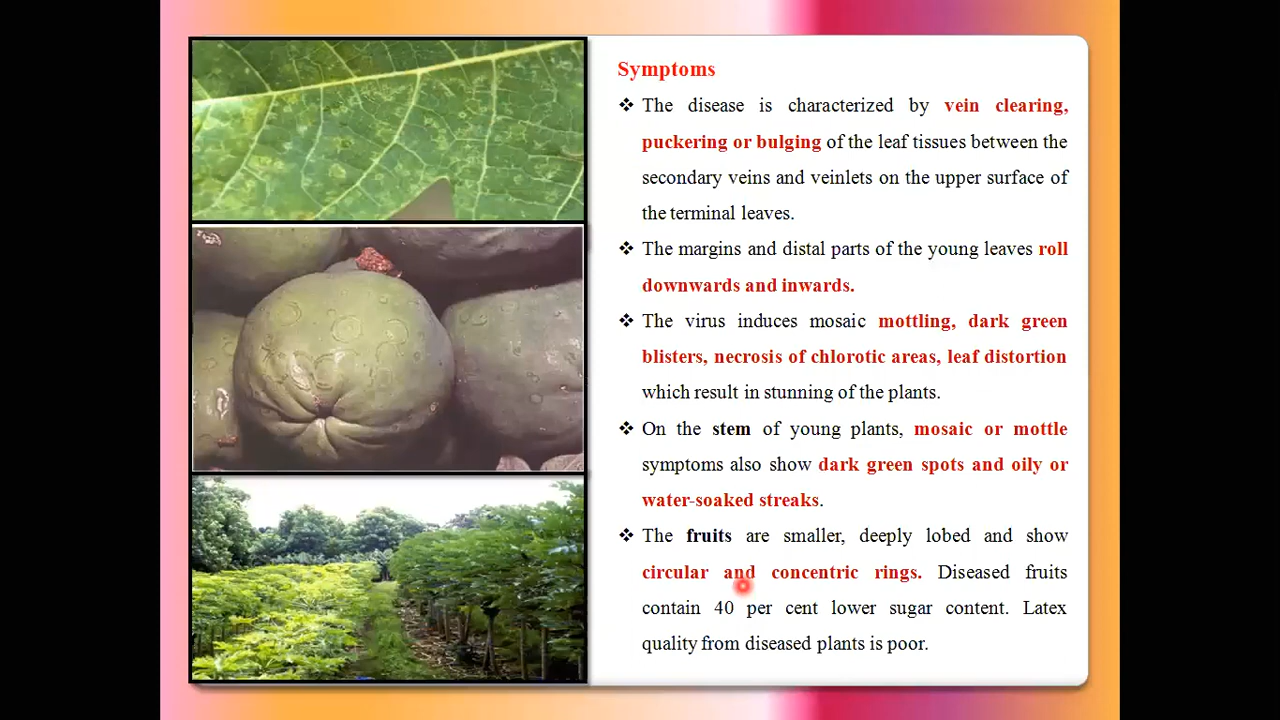 Symptoms
❖ The disease is characterized by vein clearing,
puckering or bulging of the leaf tissues between the
secondary veins and veinlets on the upper surface of
the terminal leaves.
❖ The margins and distal parts of the young leaves roll
downwards and inwards.
❖ The virus induces mosaic mottling, dark green
blisters, necrosis of chlorotic areas, leaf distortion
which result in stunning of the plants.
❖ On the stem of young plants, mosaic or mottle
symptoms also show dark green spots and oily or
water-soaked streaks.
❖ The fruits are smaller, deeply lobed and show
circular and concentric rings. Diseased fruits
contain 40 per cent lower sugar content. Latex
quality from diseased plants is poor.